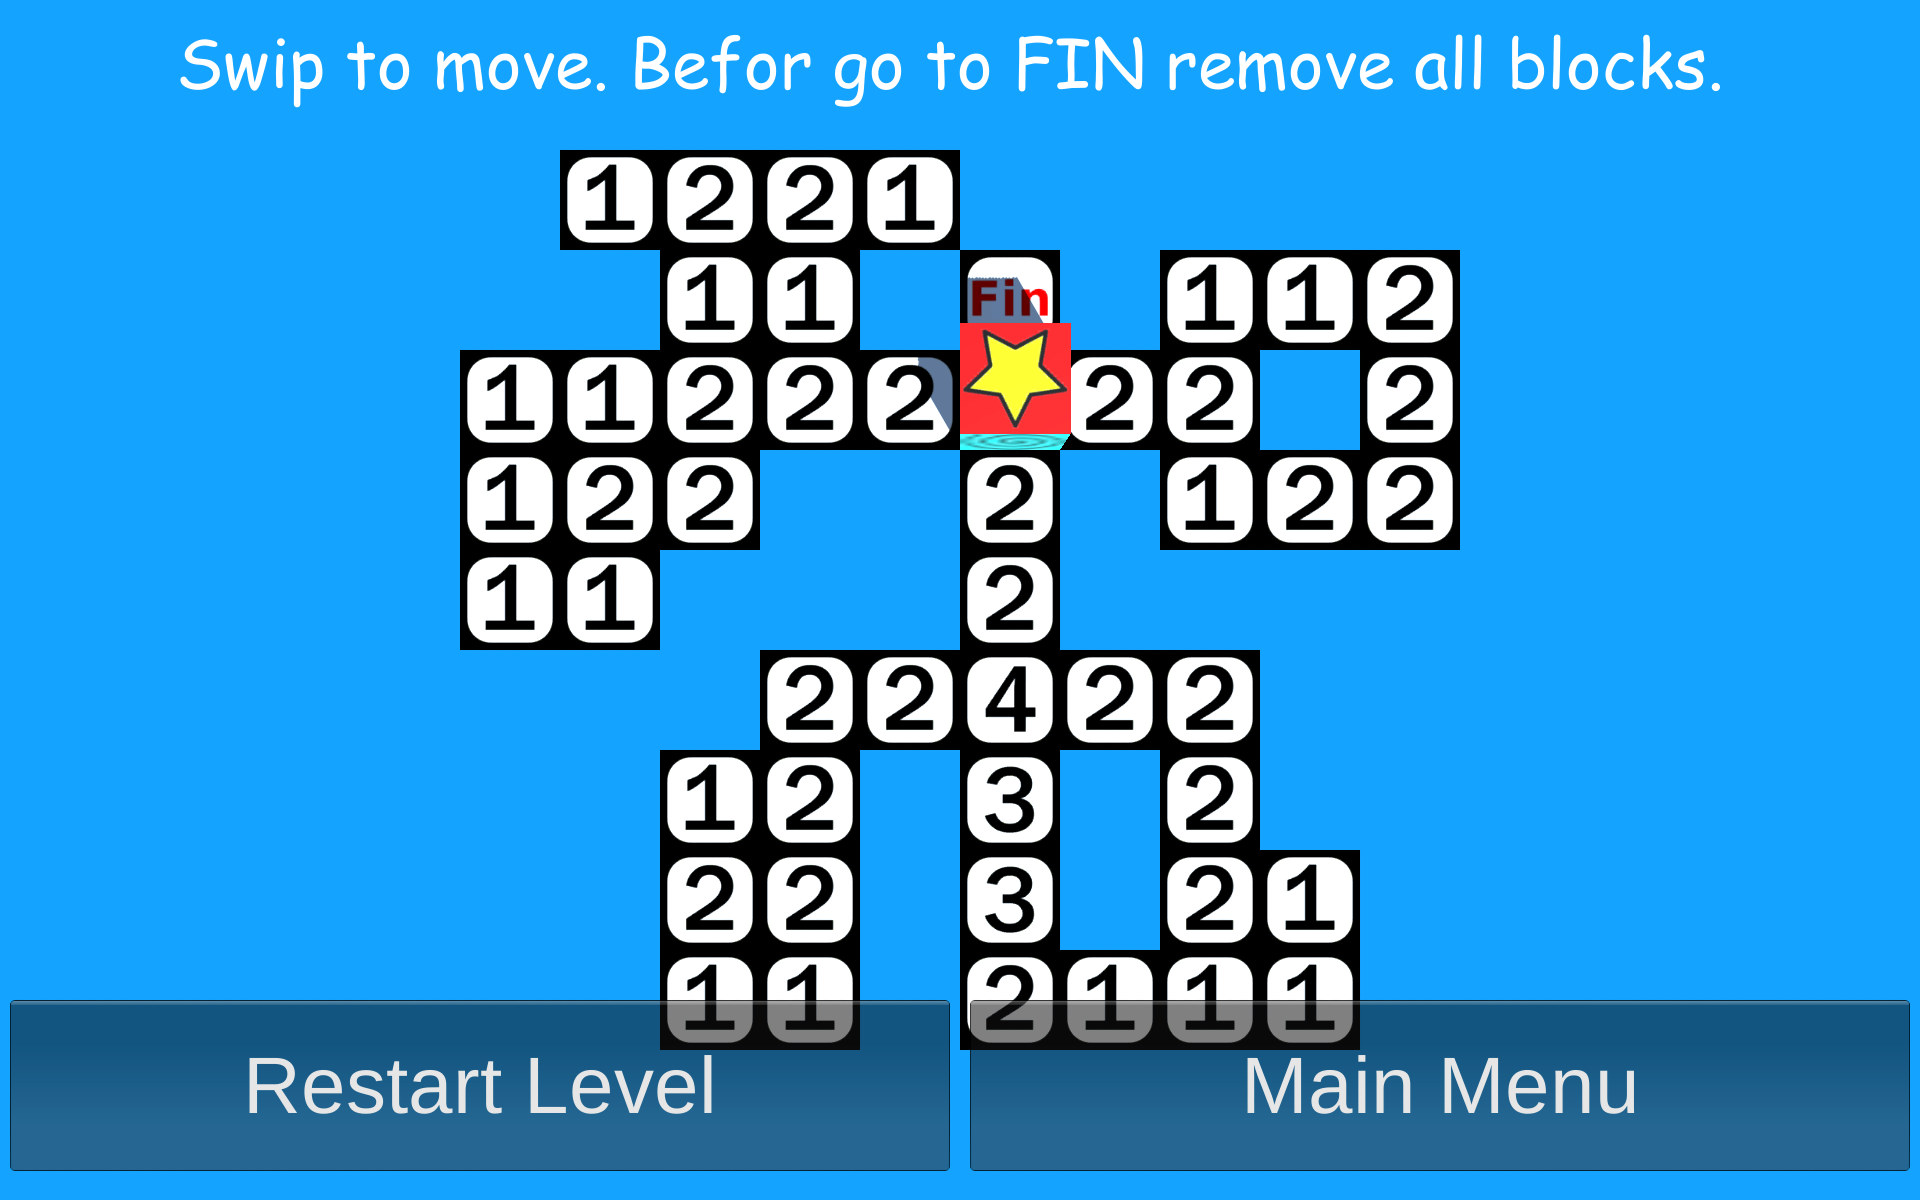 Swip to move. Befor go to FIN remove all blocks.
1 2 2 1
1 1 Fin 1 1 2
1 1 2 2 2 2 2 2
1 2 2 2 1 2 2
1 1 2
2 2 4 2 2
1 2 3 2
2 2 3 2 1
1 1 2 1 1 1
Restart Level Main Menu